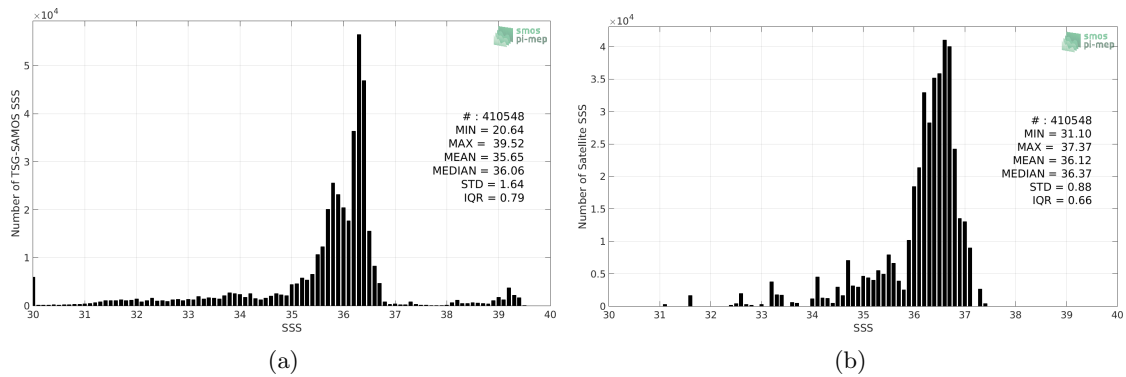 ×10⁴
smos
pi-mep
Number of TSG-SAMOS SSS
5
4
3
2
1
0
# : 410548
MIN = 20.64
MAX = 39.52
MEAN = 35.65
MEDIAN = 36.06
STD = 1.64
IQR = 0.79
30 31 32 33 34 35 36 37 38 39 40
SSS
(a)
×10⁴
smos
pi-mep
Number of Satellite SSS
4
3.5
3
2.5
2
1.5
1
0.5
0
# : 410548
MIN = 31.10
MAX = 37.37
MEAN = 36.12
MEDIAN = 36.37
STD = 0.88
IQR = 0.66
30 31 32 33 34 35 36 37 38 39 40
SSS
(b)